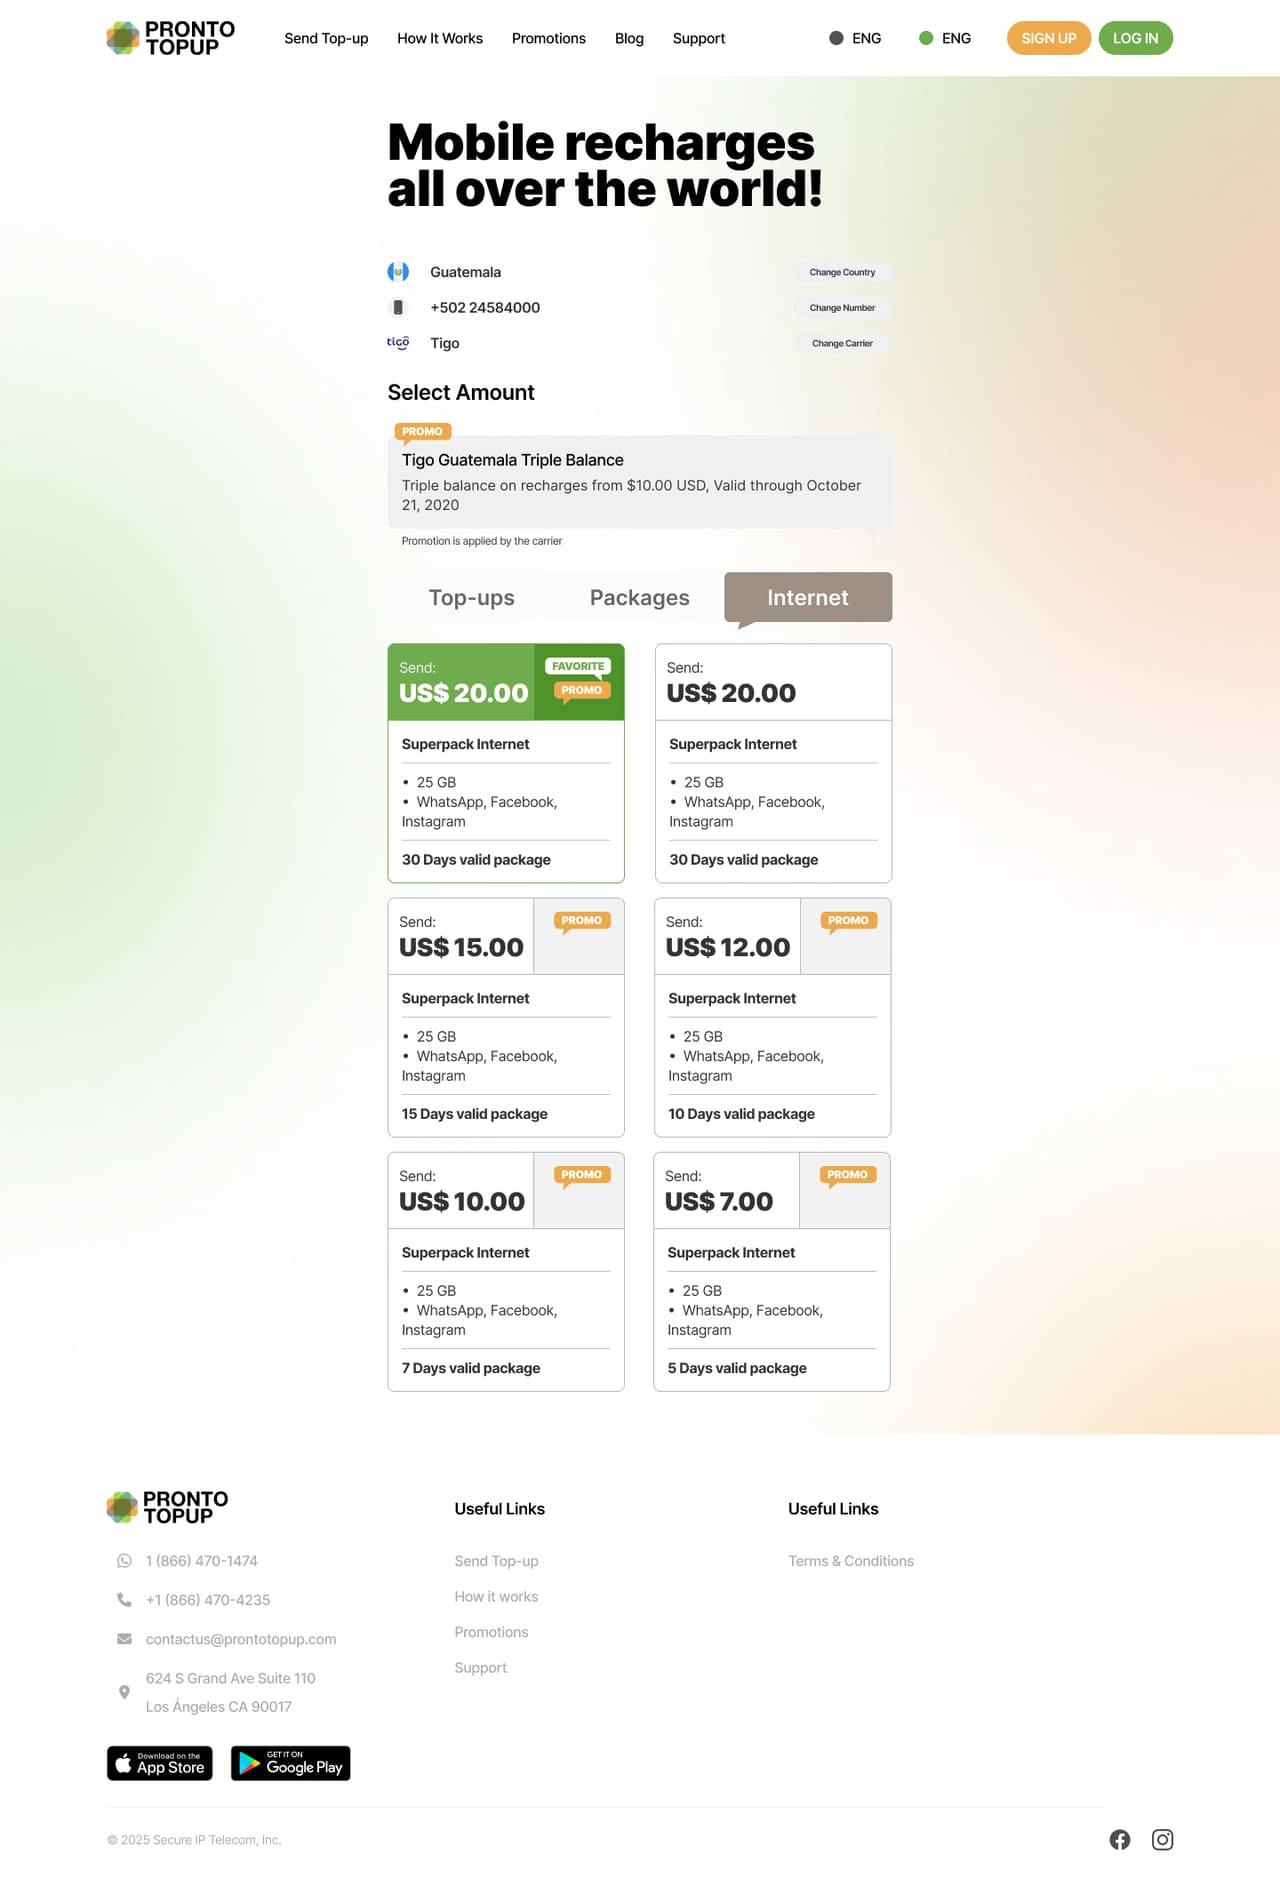 PRONTO
TOPUP
Send Top-up
How It Works
Promotions
Blog
Support
ENG
ENG
SIGN UP
LOG IN
Mobile recharges
all over the world!
Guatemala
Change Country
+502 24584000
Change Number
tigo
Tigo
Change Carrier
Select Amount
PROMO
Tigo Guatemala Triple Balance
Triple balance on recharges from $10.00 USD, Valid through October
21, 2020
Promotion is applied by the carrier
Top-ups
Packages
Internet
Send:
US$ 20.00
FAVORITE
PROMO
Superpack Internet
• 25 GB
• WhatsApp, Facebook,
Instagram
30 Days valid package
Send:
US$ 20.00
Superpack Internet
• 25 GB
• WhatsApp, Facebook,
Instagram
30 Days valid package
Send:
US$ 15.00
PROMO
Superpack Internet
• 25 GB
• WhatsApp, Facebook,
Instagram
15 Days valid package
Send:
US$ 12.00
PROMO
Superpack Internet
• 25 GB
• WhatsApp, Facebook,
Instagram
10 Days valid package
Send:
US$ 10.00
PROMO
Superpack Internet
• 25 GB
• WhatsApp, Facebook,
Instagram
7 Days valid package
Send:
US$ 7.00
PROMO
Superpack Internet
• 25 GB
• WhatsApp, Facebook,
Instagram
5 Days valid package
PRONTO
TOPUP
1 (866) 470-1474
+1 (866) 470-4235
contactus@prontotopup.com
624 S Grand Ave Suite 110
Los Ángeles CA 90017
Download on the
App Store
GET IT ON
Google Play
Useful Links
Send Top-up
How it works
Promotions
Support
Useful Links
Terms & Conditions
© 2025 Secure IP Telecom, Inc.